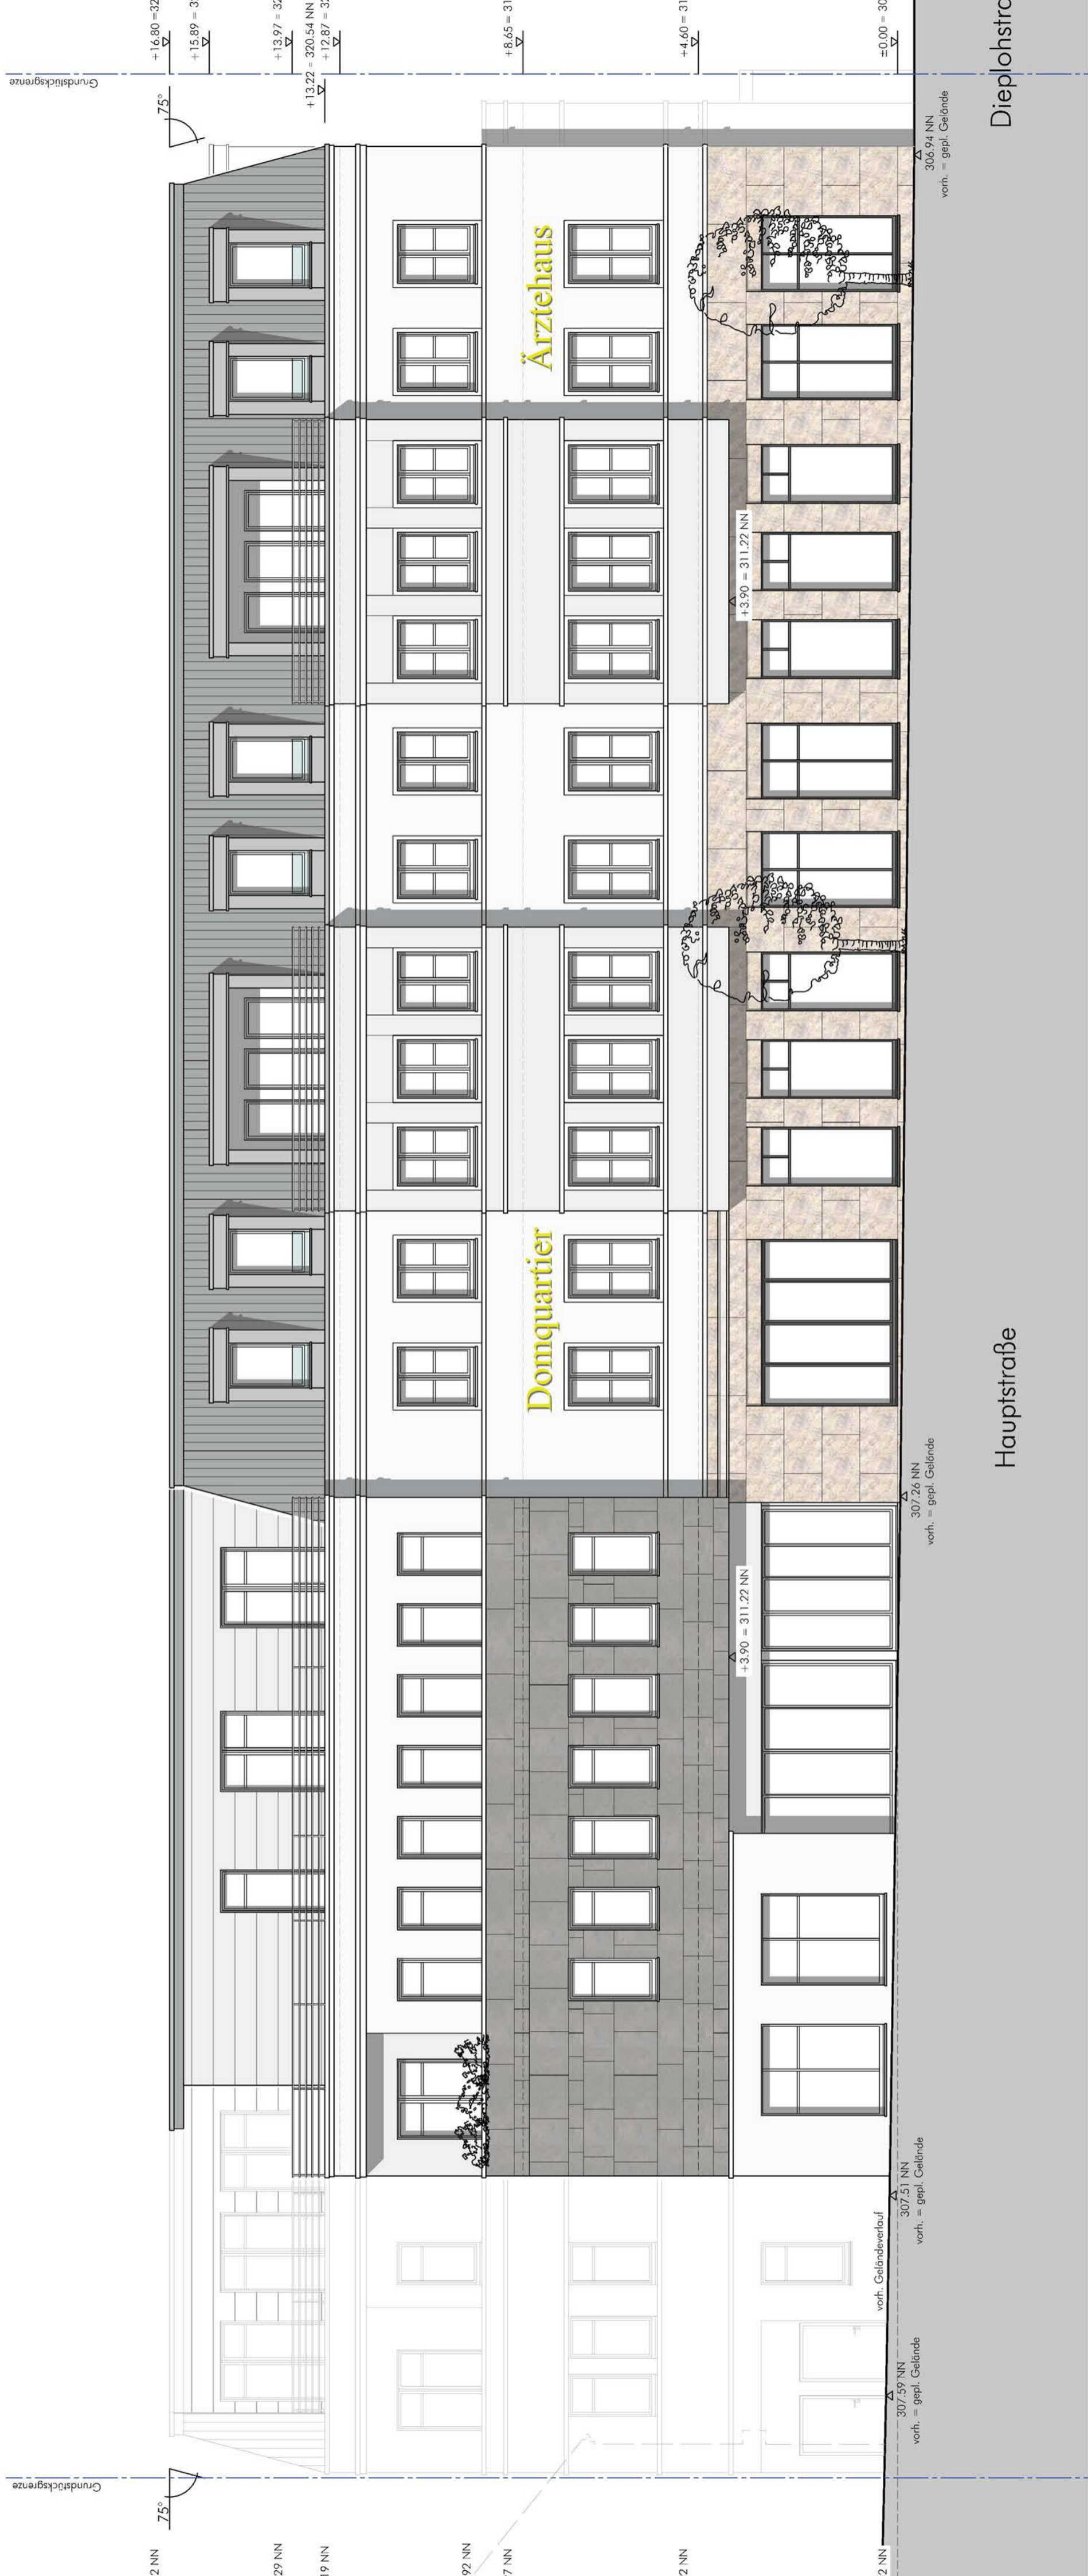 Grundstücksgrenze
Grundstücksgrenze
75°
75°
+16.80 =32
+15.89 = 3
+13.97 = 32
+13.22 = 320.54 NN
+12.87 = 3
+8.65 = 31
+4.60 = 31
±0.00 = 30
2 NN
29 NN
19 NN
92 NN
7 NN
2 NN
2 NN
Domquartier
Ärztehaus
+3.90 = 311.22 NN
+3.90 = 311.22 NN
vorh. Geländeverlauf
307.59 NN
vorh. = gepl. Gelände
307.51 NN
vorh. = gepl. Gelände
307.26 NN
vorh. = gepl. Gelände
306.94 NN
vorh. = gepl. Gelände
Hauptstraße
Dieplohstra